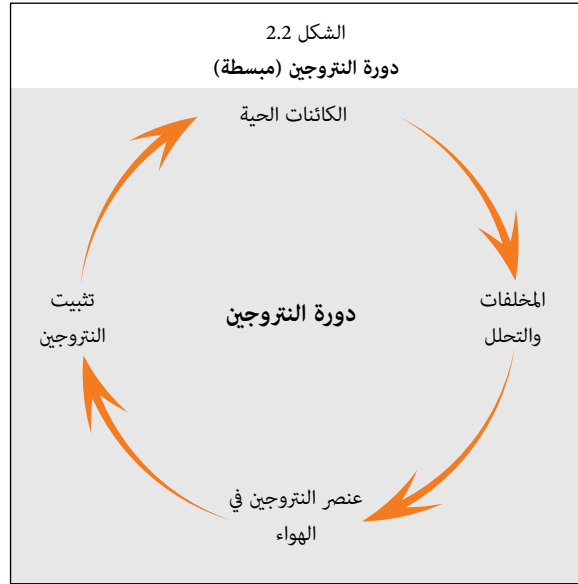 الشكل 2.2
دورة النتروجين (مبسطة)
الكائنات الحية
المخلفات
والتحلل
تثبيت
النتروجين
دورة النتروجين
عنصر النتروجين في
الهواء